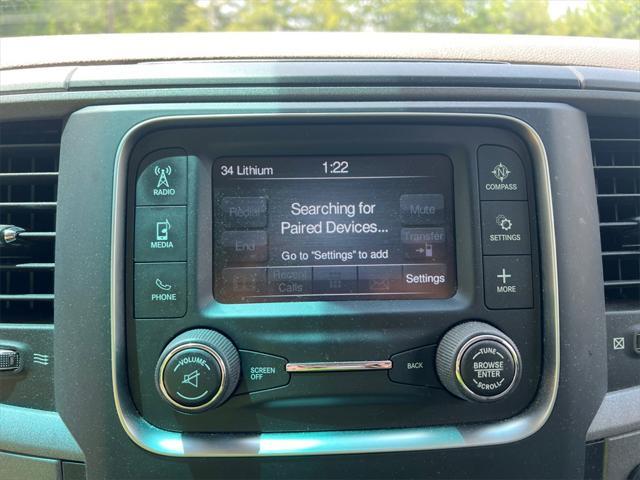 34 Lithium
1:22
RADIO
MEDIA
PHONE
Redial
End
Searching for
Paired Devices...
Go to "Settings" to add
Mute
Transfer
Recent
Calls
Settings
N
COMPASS
SETTINGS
MORE
VOLUME
SCREEN
OFF
BACK
TUNE
BROWSE
ENTER
SCROLL